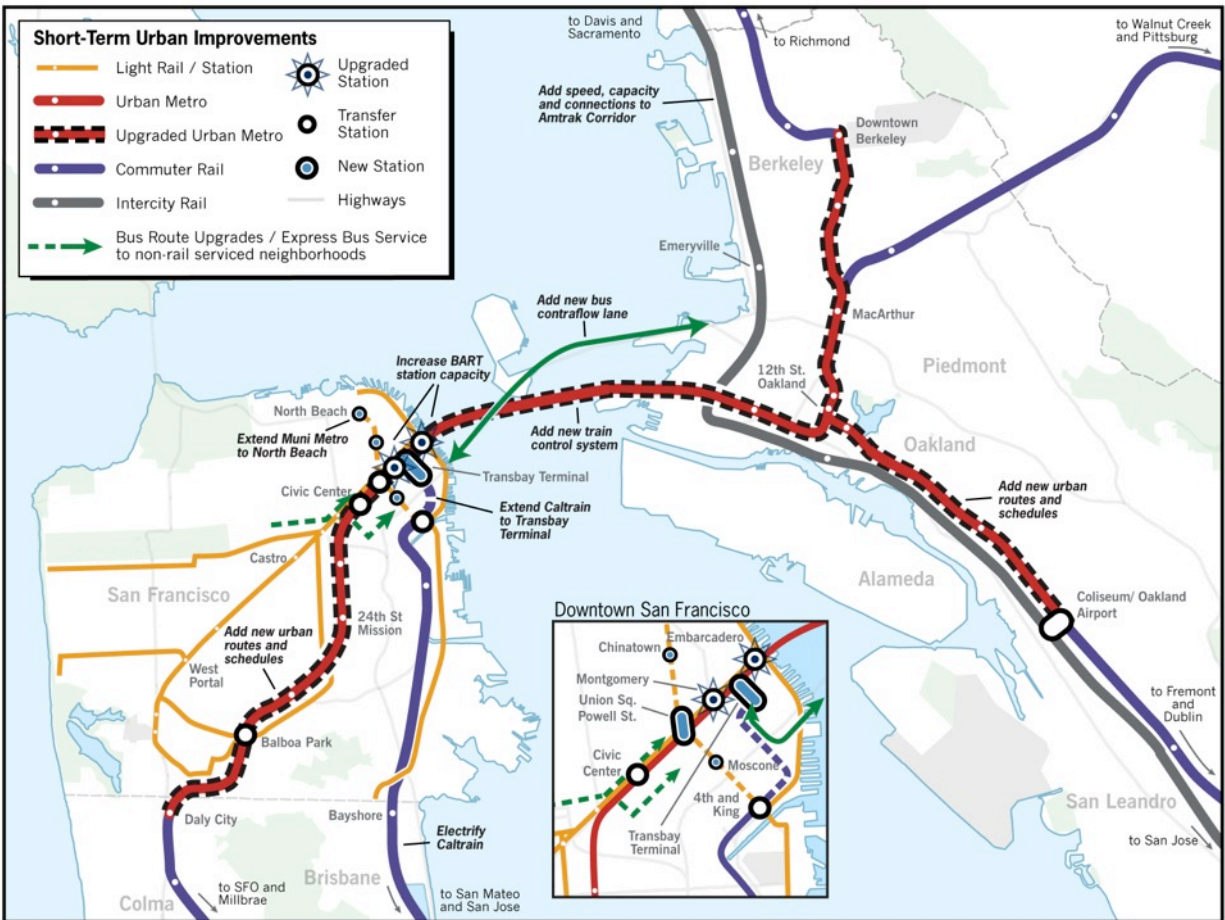 Short-Term Urban Improvements
Light Rail / Station
Urban Metro
Upgraded Urban Metro
Commuter Rail
Intercity Rail
Bus Route Upgrades / Express Bus Service
to non-rail serviced neighborhoods
Upgraded
Station
Transfer
Station
New Station
Highways
to Davis and
Sacramento
to Richmond
to Walnut Creek
and Pittsburg
Add speed, capacity
and connections to
Amtrak Corridor
Downtown
Berkeley
Berkeley
Emeryville
MacArthur
Add new bus
contraflow lane
Increase BART
station capacity
12th St.
Oakland
Piedmont
North Beach
Extend Muni Metro
to North Beach
Add new train
control system
Oakland
Transbay Terminal
Civic Center
Extend Caltrain
to Transbay
Terminal
Add new urban
routes and
schedules
Castro
San Francisco
Alameda
24th St
Mission
Coliseum/ Oakland
Airport
Add new urban
routes and
schedules
West
Portal
Balboa Park
Downtown San Francisco
Embarcadero
Chinatown
Montgomery
Union Sq.
Powell St.
Civic
Center
Moscone
4th and
King
Transbay
Terminal
to Fremont
and
Dublin
San Leandro
to San Jose
Daly City
Bayshore
Electrify
Caltrain
Brisbane
Colma
to SFO and
Millbrae
to San Mateo
and San Jose